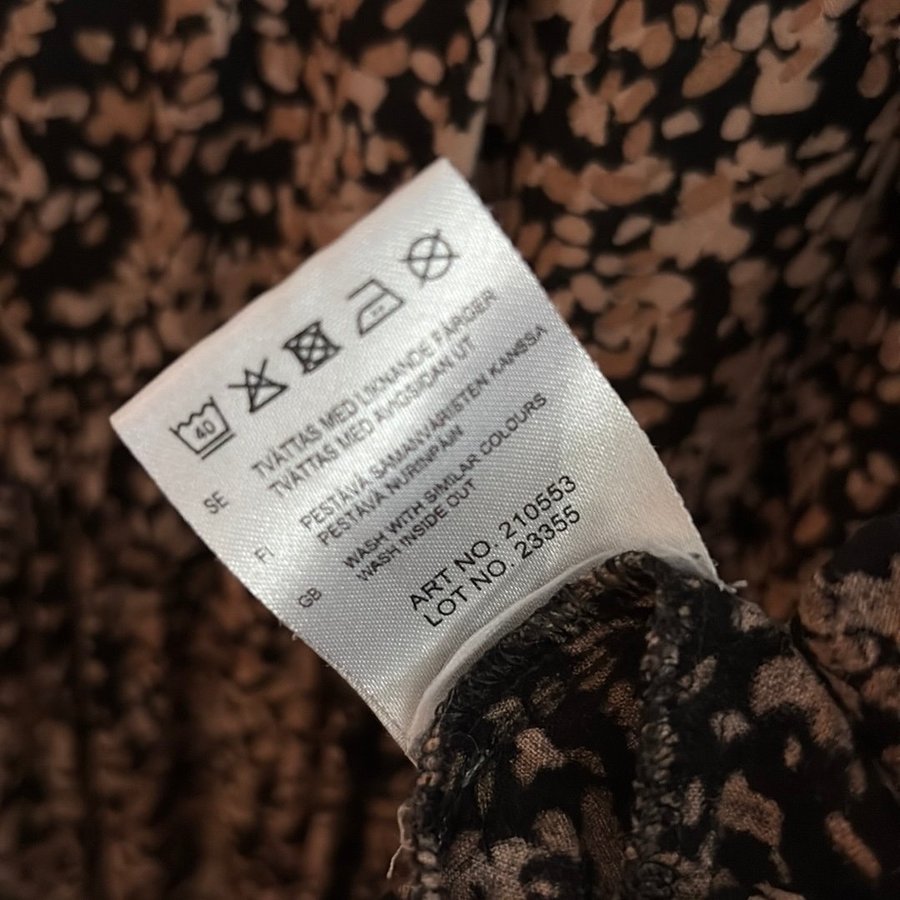 40
SE TVÄTTAS MED LIKNANDE FÄRGER
TVÄTTAS MED AVIGSIDAN UT
FI PESTÄVÄ SAMANVÄRISTEN KANSSA
PESTÄVÄ NURINPÄIN
GB WASH WITH SIMILAR COLOURS
WASH INSIDE OUT
ART NO. 210553
LOT NO. 23355